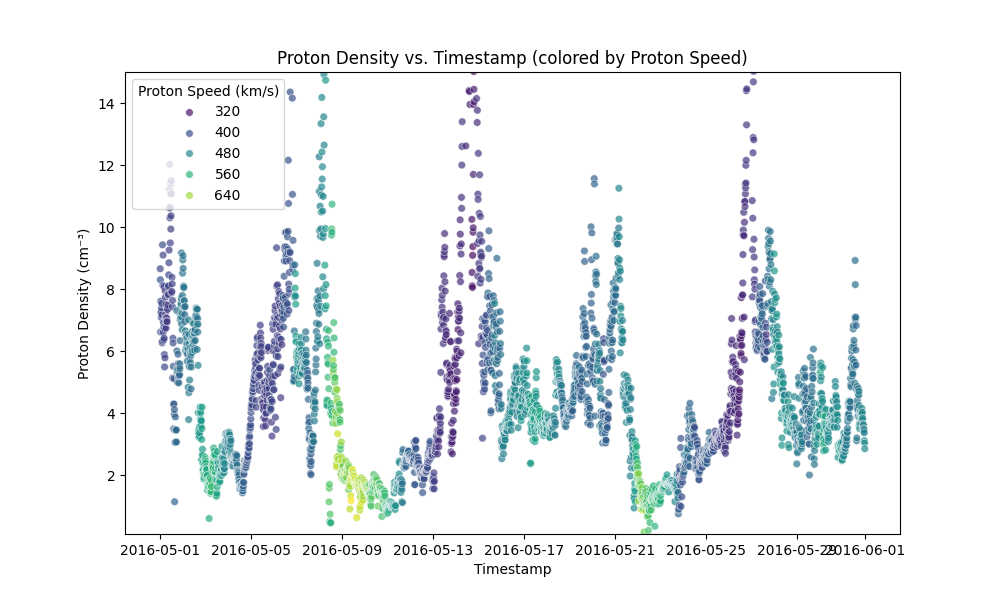 Proton Density vs. Timestamp (colored by Proton Speed)
Proton Speed (km/s)
320
400
480
560
640
14
12
10
8
6
4
2
Proton Density (cm⁻³)
2016-05-01 2016-05-05 2016-05-09 2016-05-13 2016-05-17 2016-05-21 2016-05-25 2016-05-29 2016-06-01
Timestamp